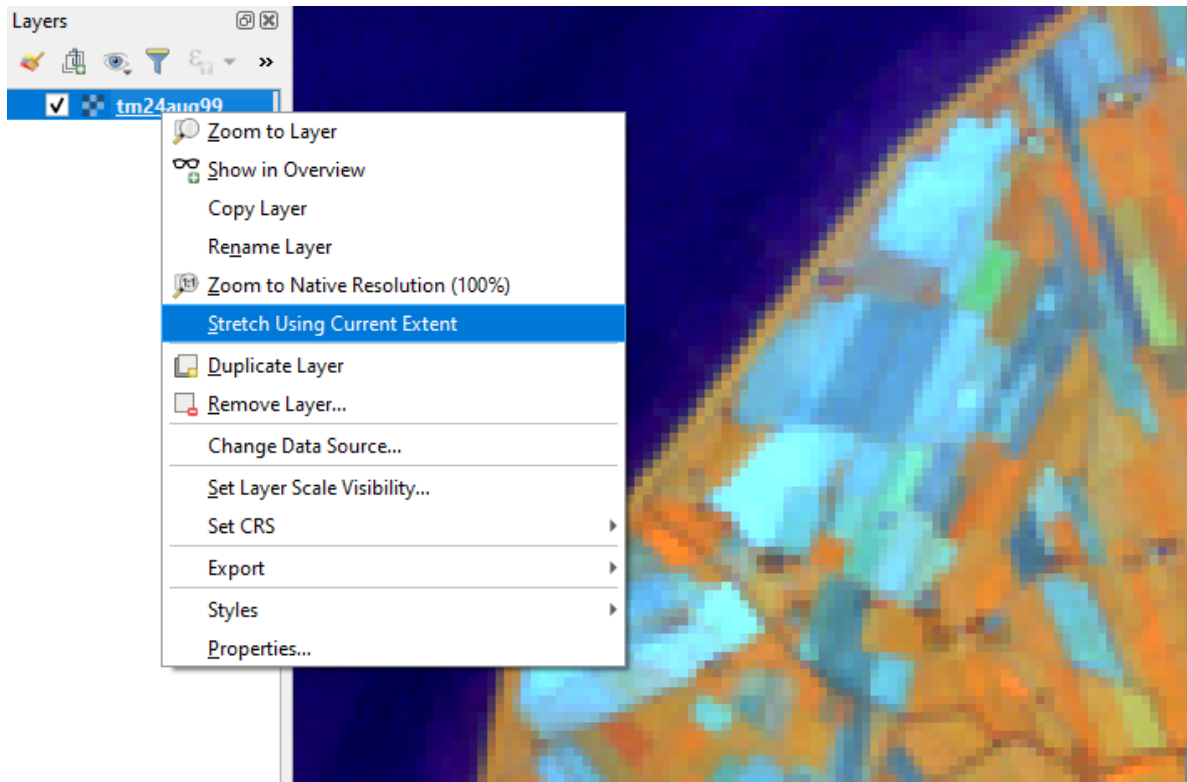 Layers
tm24aug99
Zoom to Layer
Show in Overview
Copy Layer
Rename Layer
Zoom to Native Resolution (100%)
Stretch Using Current Extent
Duplicate Layer
Remove Layer...
Change Data Source...
Set Layer Scale Visibility...
Set CRS
Export
Styles
Properties...